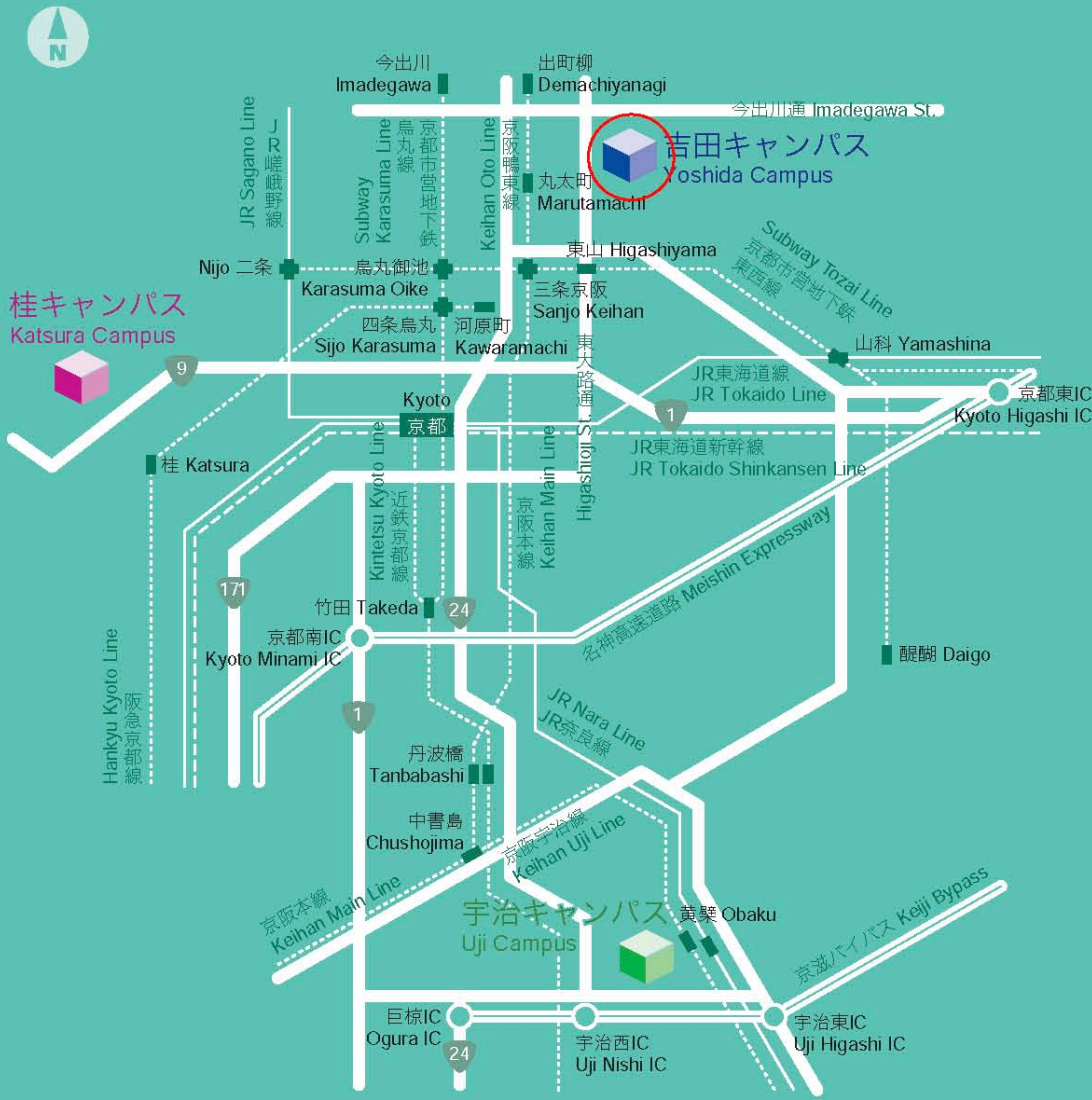 N
今出川
Imadegawa
出町柳
Demachiyanagi
今出川通 Imadegawa St.
JR Sagano Line
JR嵯峨野線
Subway
Karasuma Line
烏丸線
京都市営地下鉄
Keihan Oto Line
京阪鴨東線
吉田キャンパス
Yoshida Campus
丸太町
Marutamachi
東山 Higashiyama
Subway Tozai Line
京都市営地下鉄
東西線
Nijo 二条
烏丸御池
Karasuma Oike
三条京阪
Sanjo Keihan
桂キャンパス
Katsura Campus
四条烏丸
Sijo Karasuma
河原町
Kawaramachi
東大路通
Higashioji St.
山科 Yamashina
9
JR東海道線
JR Tokaido Line
京都東IC
Kyoto Higashi IC
Kyoto
京都
1
JR東海道新幹線
JR Tokaido Shinkansen Line
桂 Katsura
Kintetsu Kyoto Line
近鉄京都線
京阪本線
Keihan Main Line
171
竹田 Takeda
24
名神高速道路 Meishin Expressway
京都南IC
Kyoto Minami IC
醍醐 Daigo
Hankyu Kyoto Line
阪急京都線
1
JR Nara Line
JR奈良線
丹波橋
Tanbabashi
中書島
Chushojima
京阪宇治線
Keihan Uji Line
京阪本線
Keihan Main Line
宇治キャンパス
Uji Campus
黄檗 Obaku
京滋バイパス Keiji Bypass
巨椋IC
Ogura IC
24
宇治西IC
Uji Nishi IC
宇治東IC
Uji Higashi IC